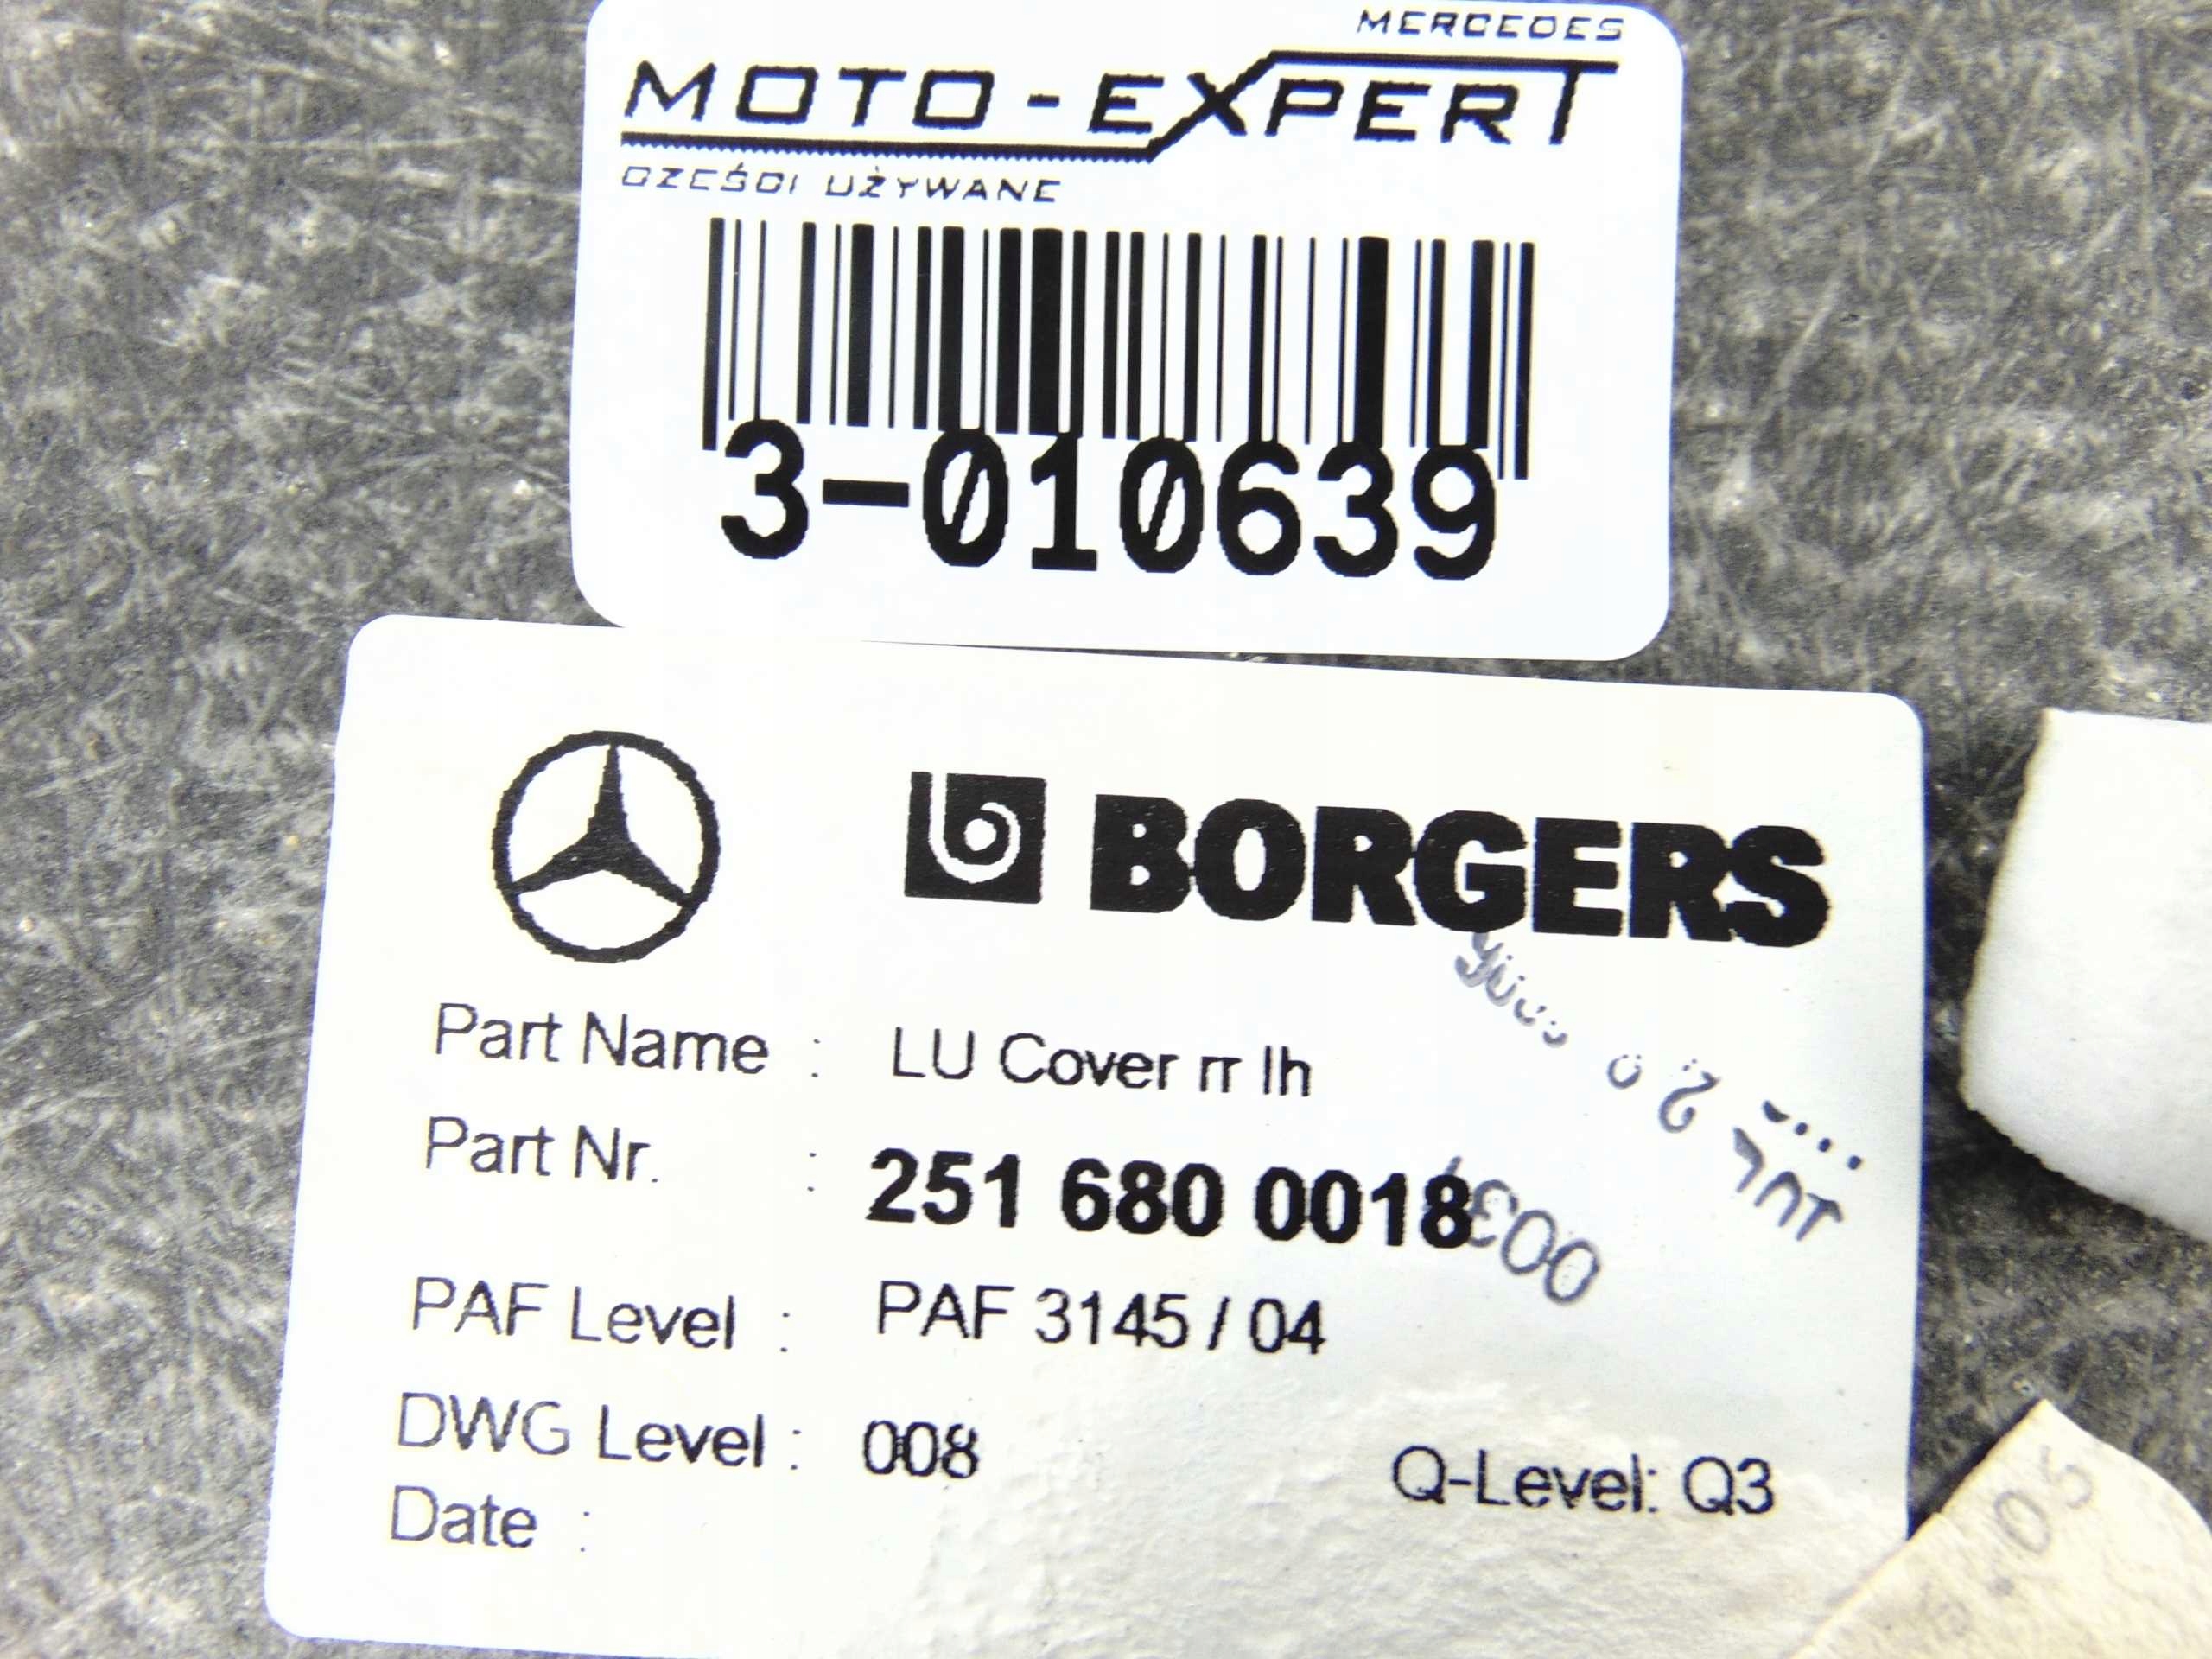 MERCEDES
MOTO-EXPERT
CZĘŚCI UŻYWANE
3-010639
BORGERS
Part Name : LU Cover rr lh
Part Nr. : 251 680 0018
003
PAF Level : PAF 3145 / 04
DWG Level : 008
Q-Level: Q3
Date :